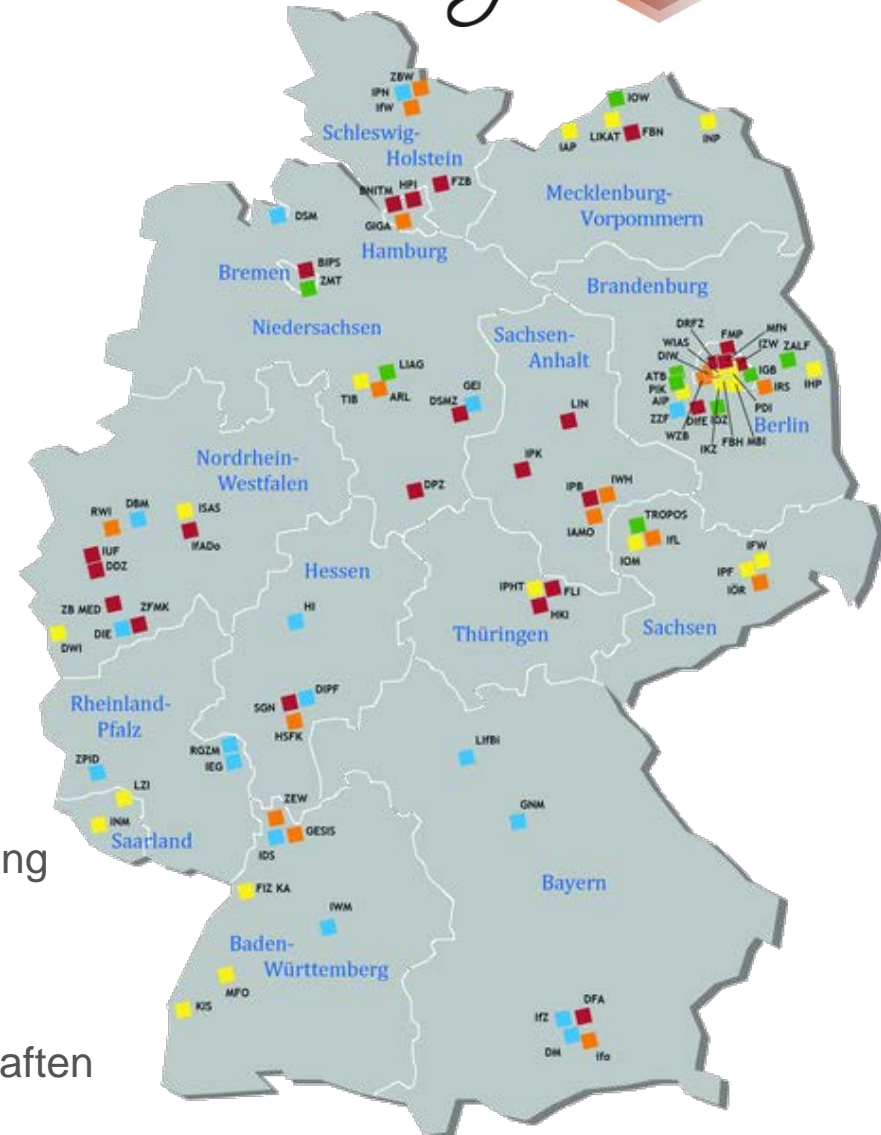 ZBW
IPN
IfW
Schleswig-
Holstein
IOW
IAP
LIKAT
FBN
INP
Mecklenburg-
Vorpommern
BNITM
HPI
FZB
GIGA
Hamburg
DSM
Bremen
BIPS
ZMT
Niedersachsen
Brandenburg
Sachsen-
Anhalt
DRFZ
FMP
MfN
WIAS
IZW
ZALF
DIW
ATB
IGB
PIK
IRS
IHP
AIP
ZZF
DIfE
IDZ
PDI
WZB
IKZ
FBH
MBI
Berlin
LIAG
TIB
ARL
GEI
DSMZ
LIN
Nordrhein-
Westfalen
DPZ
IPK
IPB
IWH
IAMO
TROPOS
IfL
IOM
IFW
IPF
IÖR
RWI
DBM
ISAS
IfADo
IUF
DDZ
ZB MED
ZFMK
DIE
DWI
Hessen
HI
IPHT
FLI
HKI
Thüringen
Sachsen
Rheinland-
Pfalz
SGN
DIPF
HSFK
RGZM
IEG
ZPID
LZI
INM
Saarland
LIfBi
GNM
ZEW
GESIS
IDS
ng
FIZ KA
Bayern
IWM
Baden-
Württemberg
MFO
KIS
IfZ
DFA
DM
ifo
aften